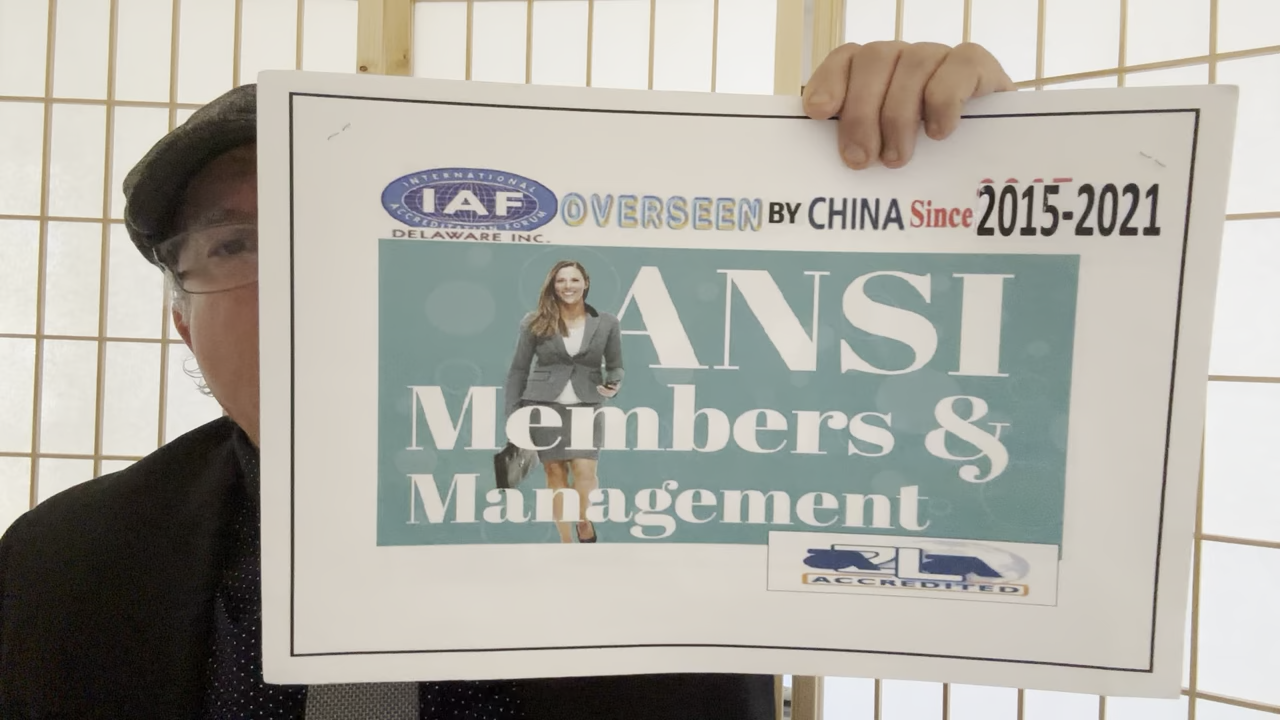 INTERNATIONAL
IAF
ACCREDITATION FORUM
DELAWARE INC.
OVERSEEN BY CHINA Since 2015-2021
ANSI
Members &
Management
ACCREDITED